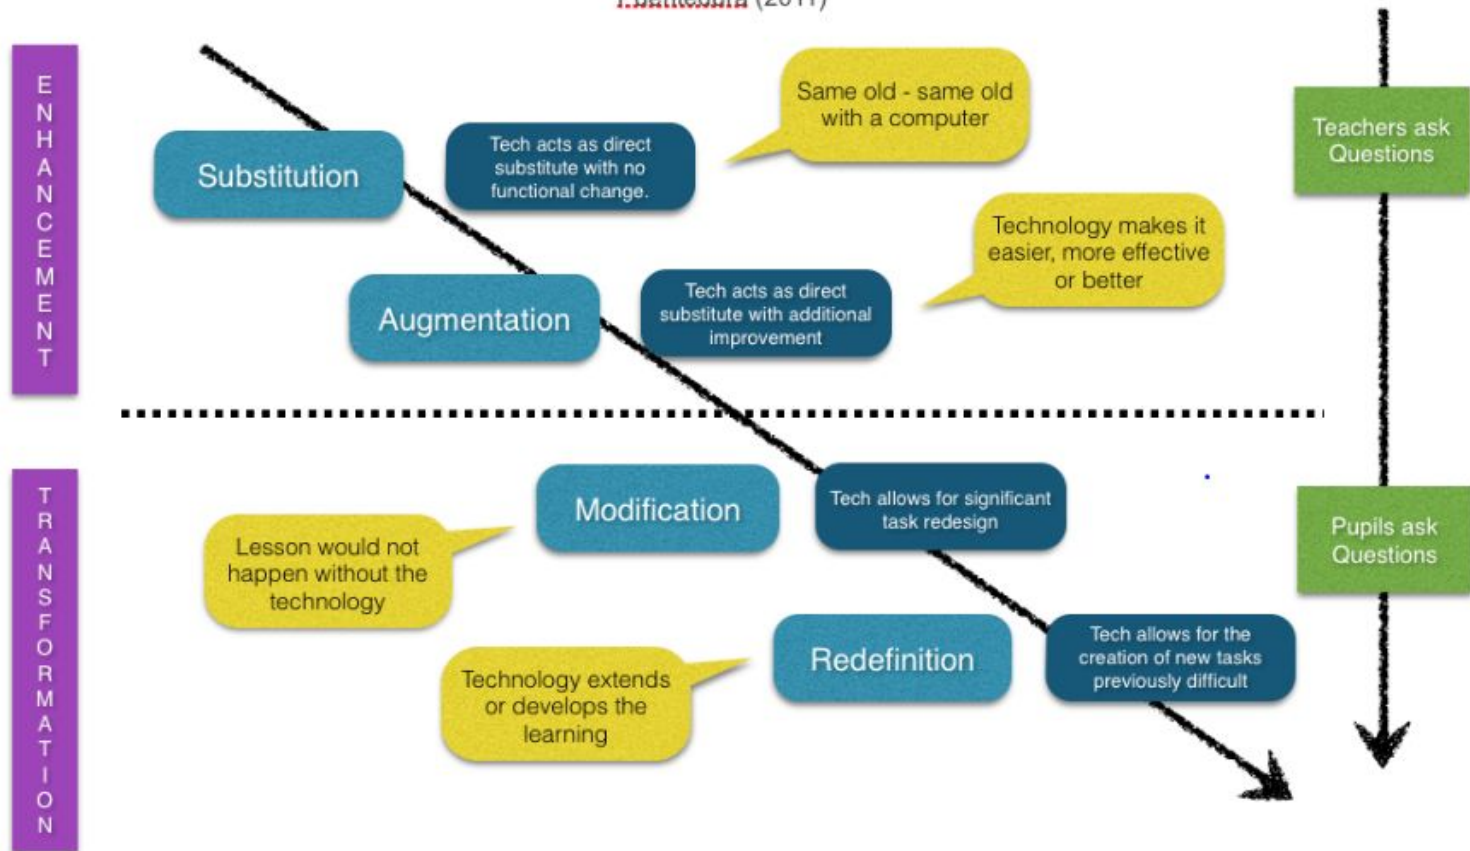 (2011)
ENHANCEMENT
Substitution
Tech acts as direct
substitute with no
functional change.
Same old - same old
with a computer
Teachers ask
Questions
Augmentation
Tech acts as direct
substitute with additional
improvement
Technology makes it
easier, more effective
or better
TRANSFORMATION
Modification
Tech allows for significant
task redesign
Lesson would not
happen without the
technology
Pupils ask
Questions
Redefinition
Tech allows for the
creation of new tasks
previously difficult
Technology extends
or develops the
learning